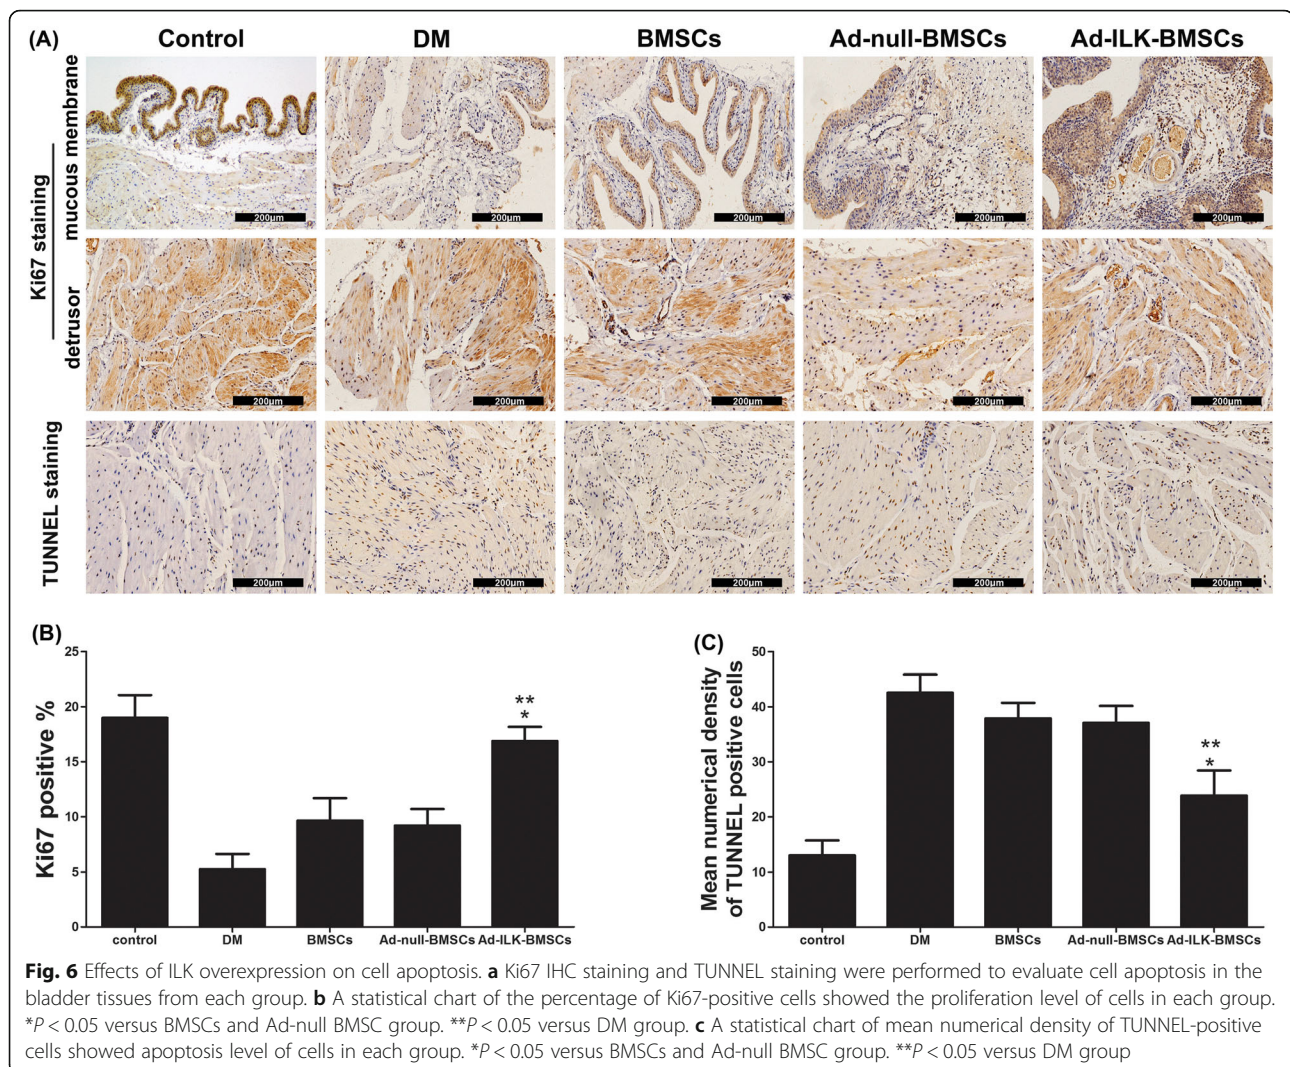 (A)
Control DM BMSCs Ad-null-BMSCs Ad-ILK-BMSCs
Ki67 staining
mucous membrane
200μm 200μm 200μm 200μm 200μm
detrusor
200μm 200μm 200μm 200μm 200μm
TUNNEL staining
200μm 200μm 200μm 200μm 200μm
(B)
Ki67 positive %
25
20
15
10
5
0
**
*
control DM BMSCs Ad-null-BMSCs Ad-ILK-BMSCs
(C)
Mean numerical density
of TUNNEL positive cells
50
40
30
20
10
0
**
*
control DM BMSCs Ad-null-BMSCs Ad-ILK-BMSCs
Fig. 6 Effects of ILK overexpression on cell apoptosis. a Ki67 IHC staining and TUNNEL staining were performed to evaluate cell apoptosis in the
bladder tissues from each group. b A statistical chart of the percentage of Ki67-positive cells showed the proliferation level of cells in each group.
*P < 0.05 versus BMSCs and Ad-null BMSC group. **P < 0.05 versus DM group. c A statistical chart of mean numerical density of TUNNEL-positive
cells showed apoptosis level of cells in each group. *P < 0.05 versus BMSCs and Ad-null BMSC group. **P < 0.05 versus DM group